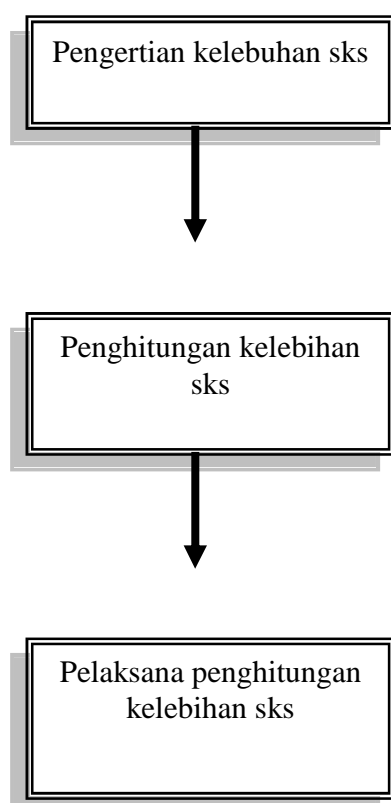 Pengertian kelebuhan sks
Penghitungan kelebihan
sks
Pelaksana penghitungan
kelebihan sks